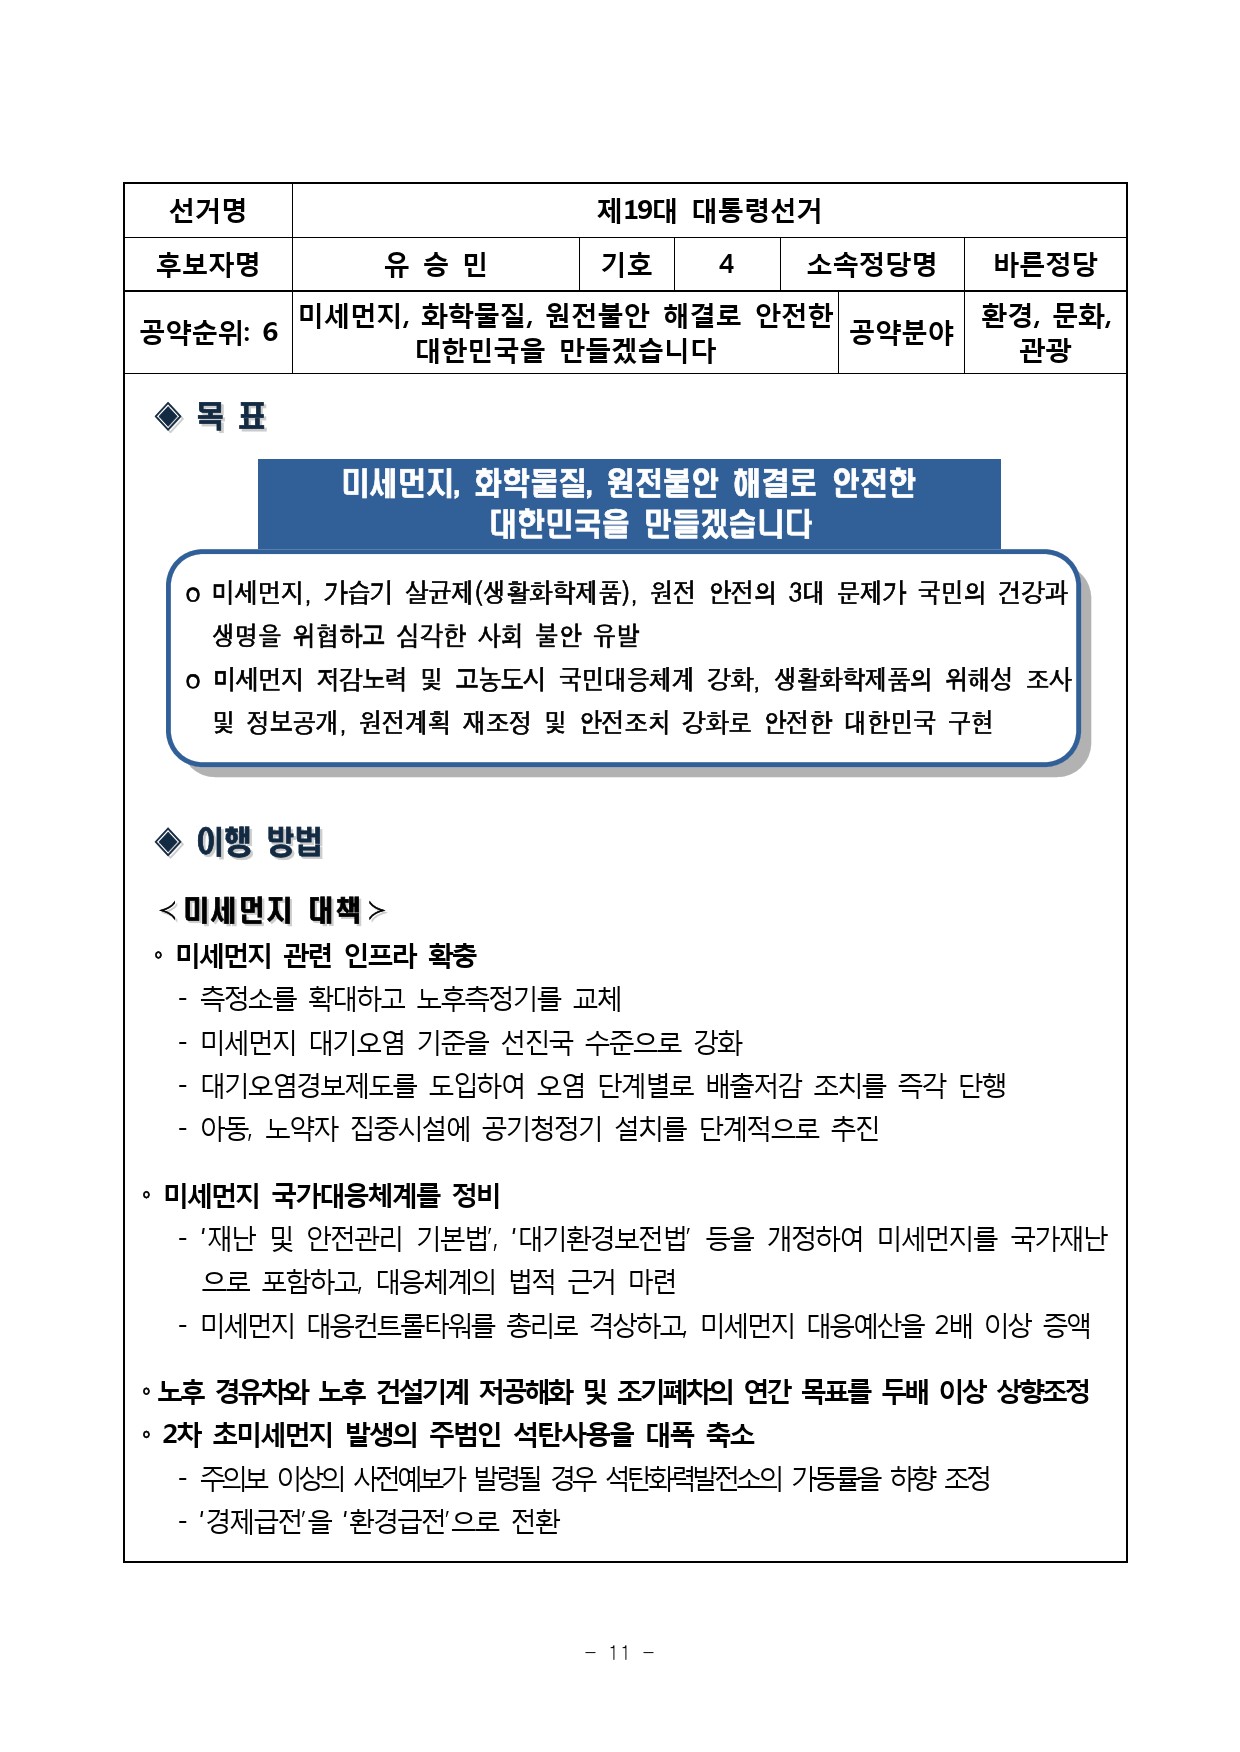 선거명 제19대 대통령선거
후보자명 유 승 민 기호 4 소속정당명 바른정당
공약순위: 6 미세먼지, 화학물질, 원전불안 해결로 안전한 대한민국을 만들겠습니다 공약분야 환경, 문화, 관광
◈ 목 표
미세먼지, 화학물질, 원전불안 해결로 안전한
대한민국을 만들겠습니다
o 미세먼지, 가습기 살균제(생활화학제품), 원전 안전의 3대 문제가 국민의 건강과
생명을 위협하고 심각한 사회 불안 유발
o 미세먼지 저감노력 및 고농도시 국민대응체계 강화, 생활화학제품의 위해성 조사
및 정보공개, 원전계획 재조정 및 안전조치 강화로 안전한 대한민국 구현
◈ 이행 방법
<미세먼지 대책>
◦ 미세먼지 관련 인프라 확충
- 측정소를 확대하고 노후측정기를 교체
- 미세먼지 대기오염 기준을 선진국 수준으로 강화
- 대기오염경보제도를 도입하여 오염 단계별로 배출저감 조치를 즉각 단행
- 아동, 노약자 집중시설에 공기청정기 설치를 단계적으로 추진
◦ 미세먼지 국가대응체계를 정비
- '재난 및 안전관리 기본법', '대기환경보전법' 등을 개정하여 미세먼지를 국가재난
으로 포함하고, 대응체계의 법적 근거 마련
- 미세먼지 대응컨트롤타워를 총리로 격상하고, 미세먼지 대응예산을 2배 이상 증액
◦ 노후 경유차와 노후 건설기계 저공해화 및 조기폐차의 연간 목표를 두배 이상 상향조정
◦ 2차 초미세먼지 발생의 주범인 석탄사용을 대폭 축소
- 주의보 이상의 사전예보가 발령될 경우 석탄화력발전소의 가동률을 하향 조정
- '경제급전'을 '환경급전'으로 전환
- 11 -